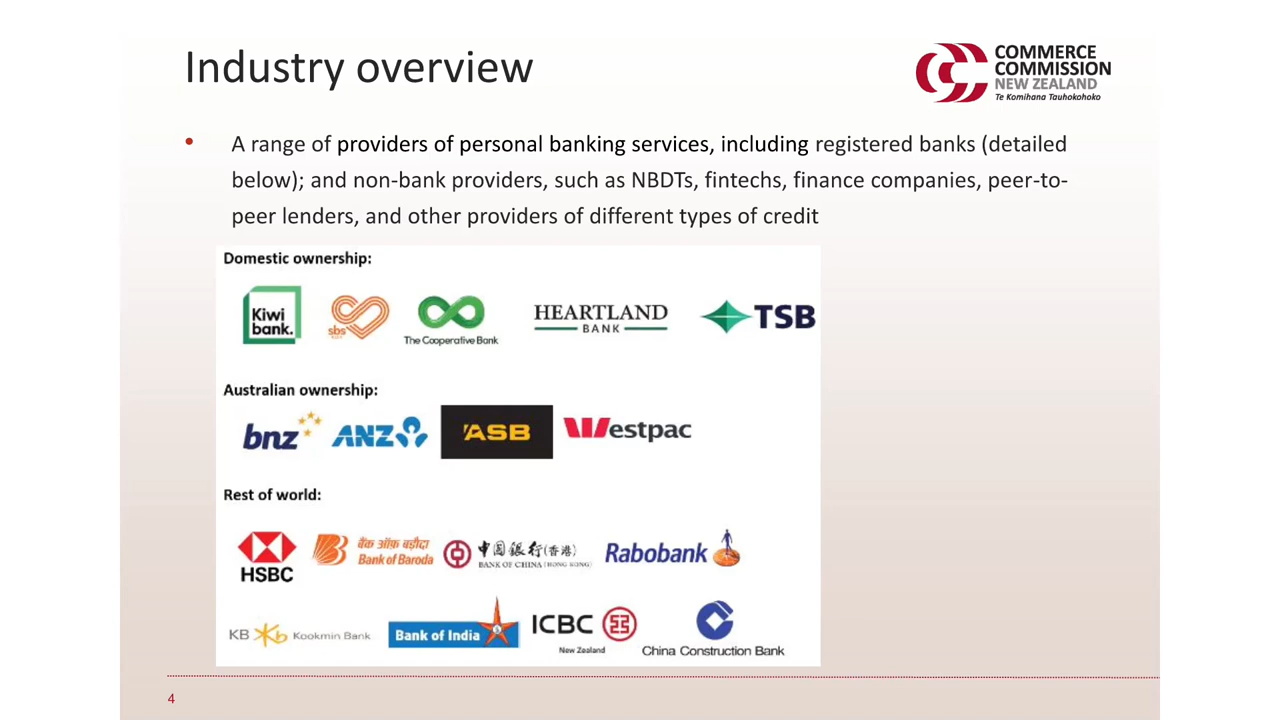 Industry overview
COMMERCE
COMMISSION
NEW ZEALAND
Te Komihana Tauhokohoko
• A range of providers of personal banking services, including registered banks (detailed
below); and non-bank providers, such as NBDTs, fintechs, finance companies, peer-to-
peer lenders, and other providers of different types of credit
Domestic ownership:
Kiwi
bank.
sbs
The Cooperative Bank
HEARTLAND
BANK
TSB
Australian ownership:
bnz
ANZ
ASB
Westpac
Rest of world:
HSBC
बैंक ऑफ़ बड़ौदा
Bank of Baroda
中国银行(香港)
BANK OF CHINA (HONG KONG)
Rabobank
KB Kookmin Bank
Bank of India
ICBC
New Zealand
China Construction Bank
4